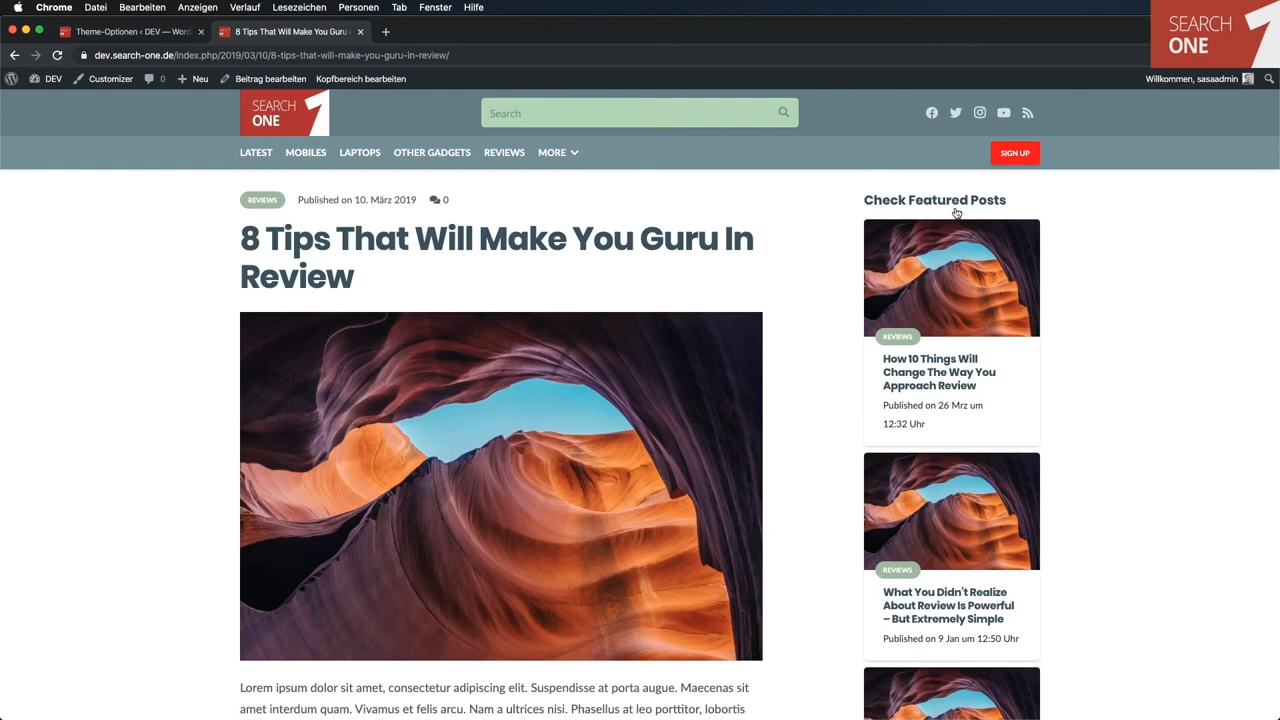 Chrome Datei Bearbeiten Anzeigen Verlauf Lesezeichen Personen Tab Fenster Hilfe
SEARCH
ONE
Theme-Optionen ‹ DEV — Word
8 Tips That Will Make You Guru I
dev.search-one.de/index.php/2019/03/10/8-tips-that-will-make-you-guru-in-review/
DEV Customizer 0 Neu Beitrag bearbeiten Kopfbereich bearbeiten
Willkommen, sasaadmin
SEARCH
ONE
Search
LATEST MOBILES LAPTOPS OTHER GADGETS REVIEWS MORE
SIGN UP
REVIEWS Published on 10. März 2019 0
8 Tips That Will Make You Guru In
Review
Lorem ipsum dolor sit amet, consectetur adipiscing elit. Suspendisse at porta augue. Maecenas sit
amet interdum quam. Vivamus et felis arcu. Nam a ultrices nisi. Phasellus at leo porttitor, lobortis
Check Featured Posts
REVIEWS
How 10 Things Will
Change The Way You
Approach Review
Published on 26 Mrz um
12:32 Uhr
REVIEWS
What You Didn't Realize
About Review Is Powerful
– But Extremely Simple
Published on 9 Jan um 12:50 Uhr